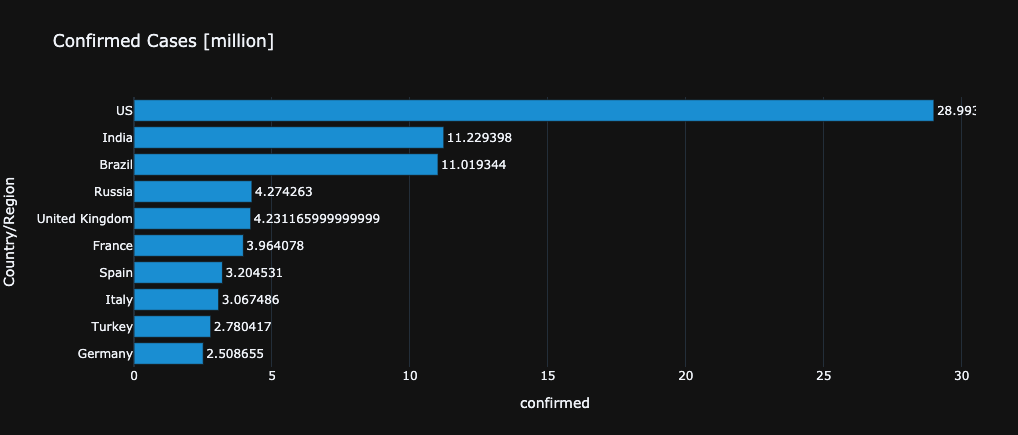 Confirmed Cases [million]
US 28.993
India 11.229398
Brazil 11.019344
Russia 4.274263
United Kingdom 4.231165999999999
France 3.964078
Spain 3.204531
Italy 3.067486
Turkey 2.780417
Germany 2.508655
0 5 10 15 20 25 30
confirmed
Country/Region